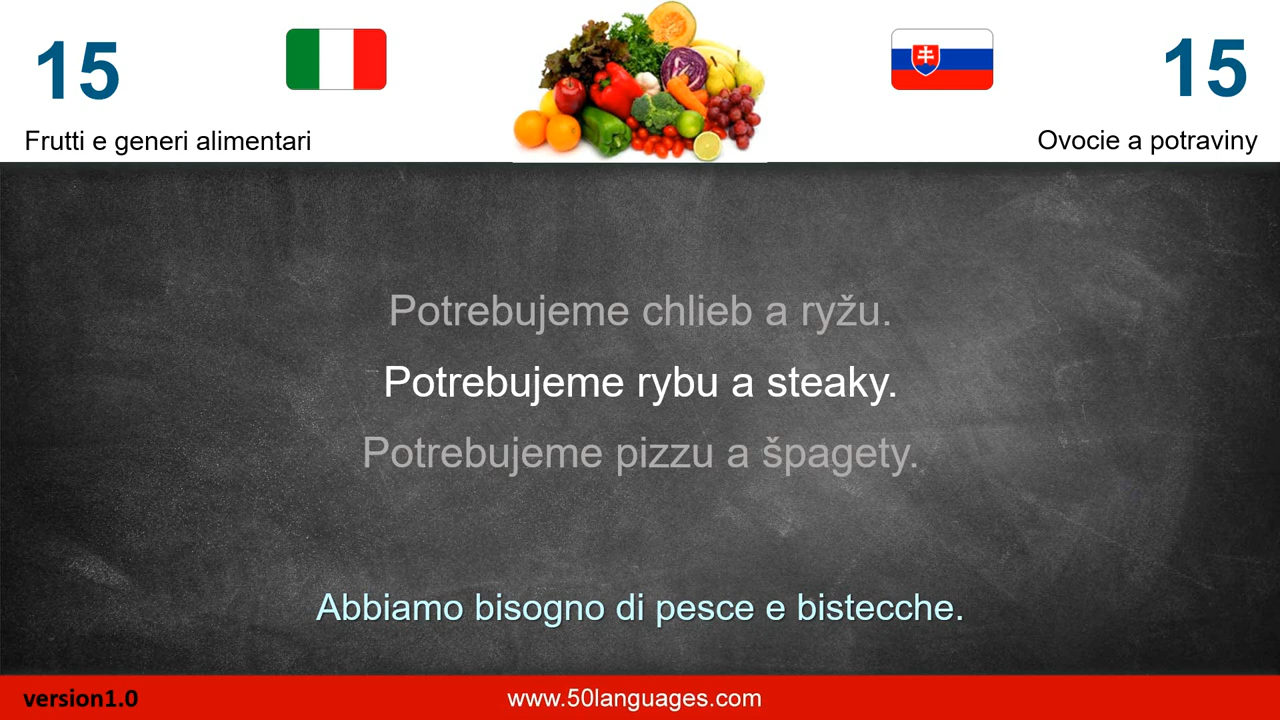 15
15
Frutti e generi alimentari
Ovocie a potraviny
Potrebujeme chlieb a ryžu.
Potrebujeme rybu a steaky.
Potrebujeme pizzu a špagety.
Abbiamo bisogno di pesce e bistecche.
version1.0
www.50languages.com